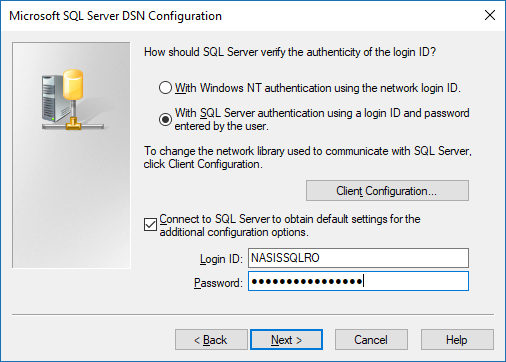 Microsoft SQL Server DSN Configuration
How should SQL Server verify the authenticity of the login ID?
With Windows NT authentication using the network login ID.
With SQL Server authentication using a login ID and password
entered by the user.
To change the network library used to communicate with SQL Server,
click Client Configuration.
Client Configuration...
Connect to SQL Server to obtain default settings for the
additional configuration options.
Login ID: NASISSQLRO
Password: ●●●●●●●●●●●●●●●●
< Back Next > Cancel Help